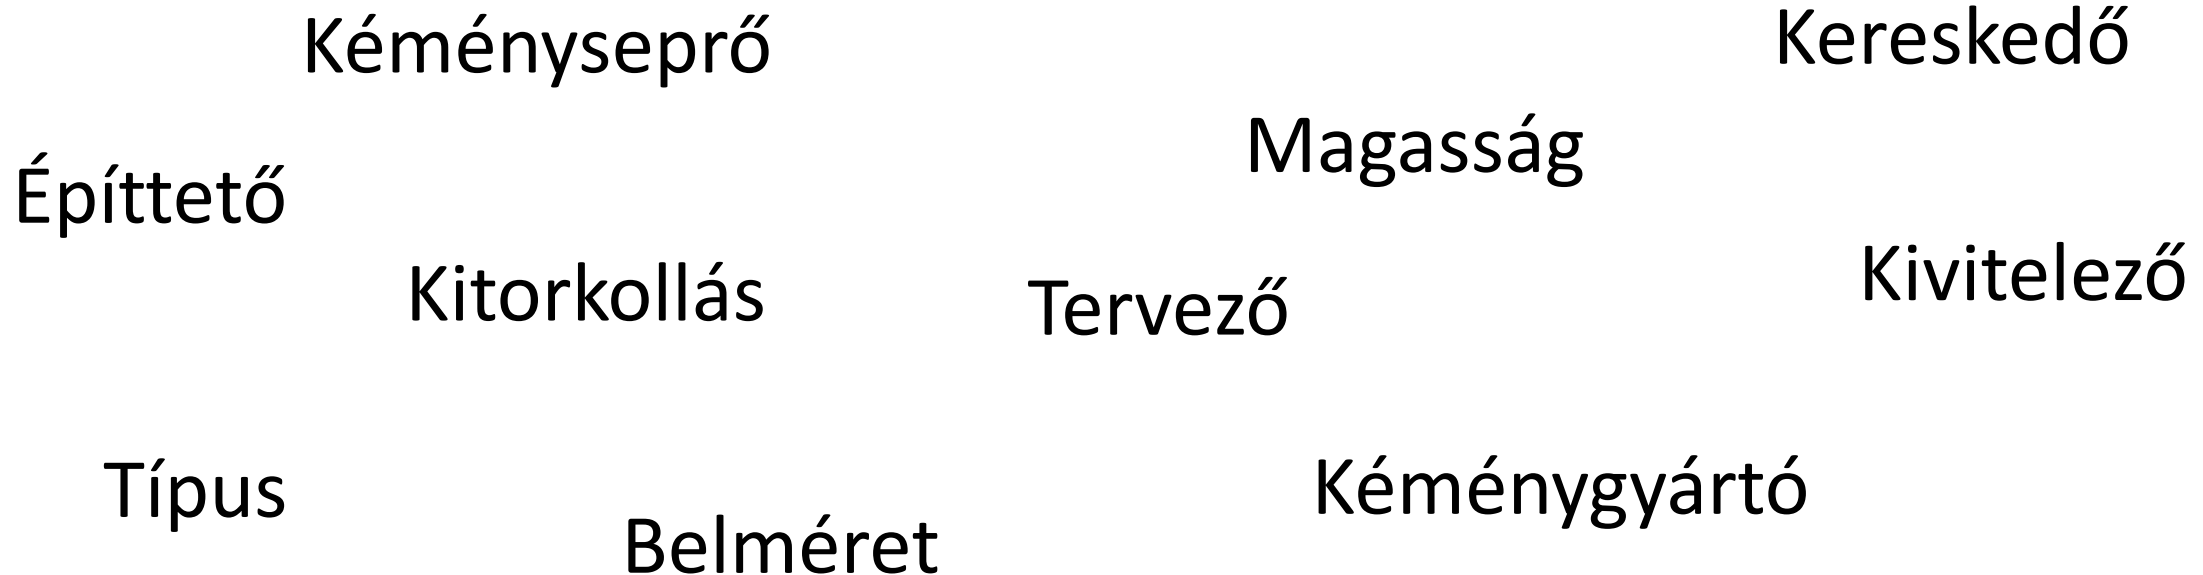 Kéményseprő
Kereskedő
Magasság
Építtető
Kitorkollás
Tervező
Kivitelező
Típus
Belméret
Kéménygyártó